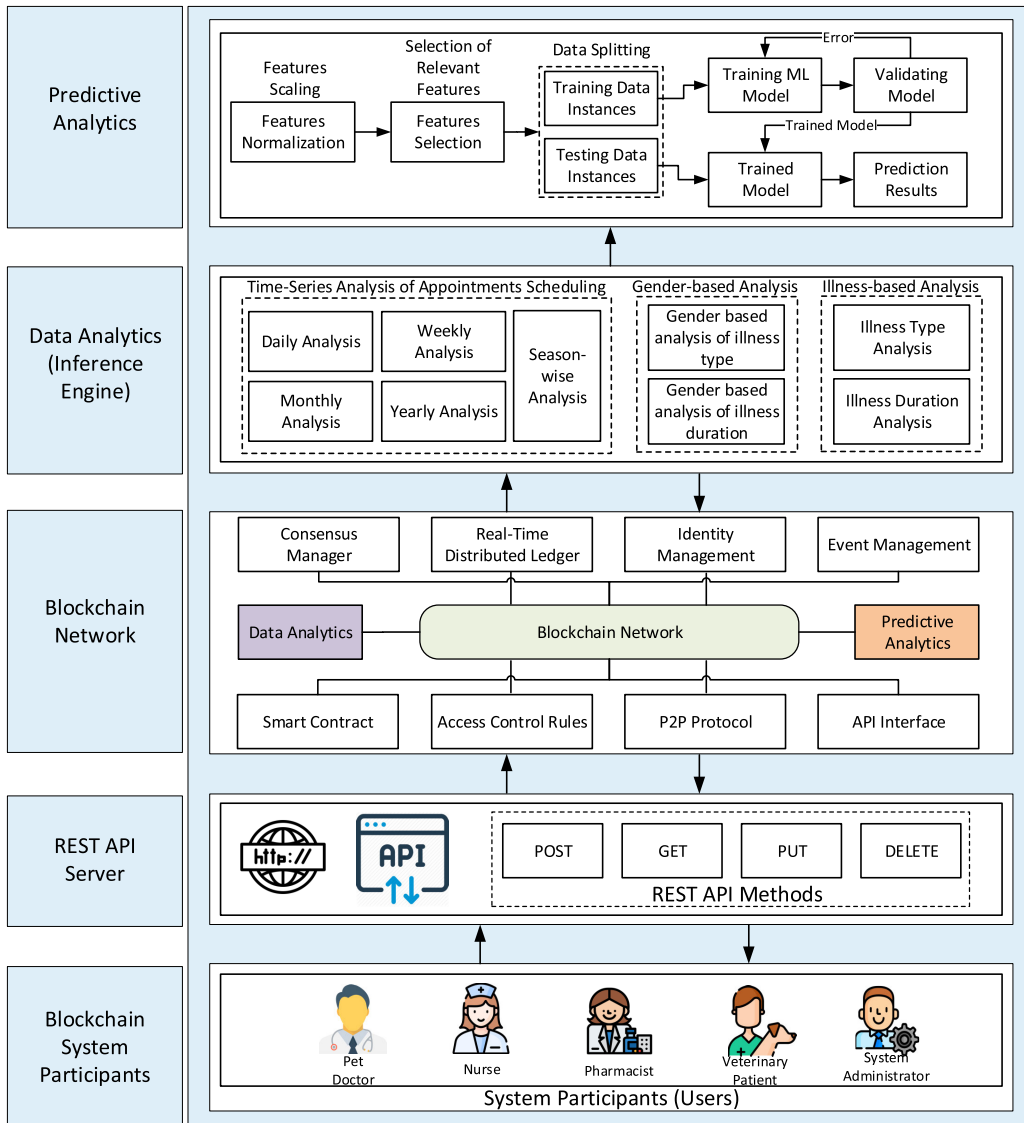 Predictive
Analytics
Features
Scaling
Features
Normalization
Selection of
Relevant
Features
Features
Selection
Data Splitting
Training Data
Instances
Testing Data
Instances
Error
Training ML
Model
Validating
Model
Trained Model
Trained
Model
Prediction
Results
Data Analytics
(Inference
Engine)
Time-Series Analysis of Appointments Scheduling
Daily Analysis
Weekly
Analysis
Season-
wise
Analysis
Monthly
Analysis
Yearly Analysis
Gender-based Analysis
Gender based
analysis of illness
type
Gender based
analysis of illness
duration
Illness-based Analysis
Illness Type
Analysis
Illness Duration
Analysis
Blockchain
Network
Consensus
Manager
Real-Time
Distributed Ledger
Identity
Management
Event Management
Data Analytics
Blockchain Network
Predictive
Analytics
Smart Contract
Access Control Rules
P2P Protocol
API Interface
REST API
Server
http://
API
POST
GET
PUT
DELETE
REST API Methods
Blockchain
System
Participants
Pet
Doctor
Nurse
Pharmacist
Veterinary
Patient
System
Administrator
System Participants (Users)